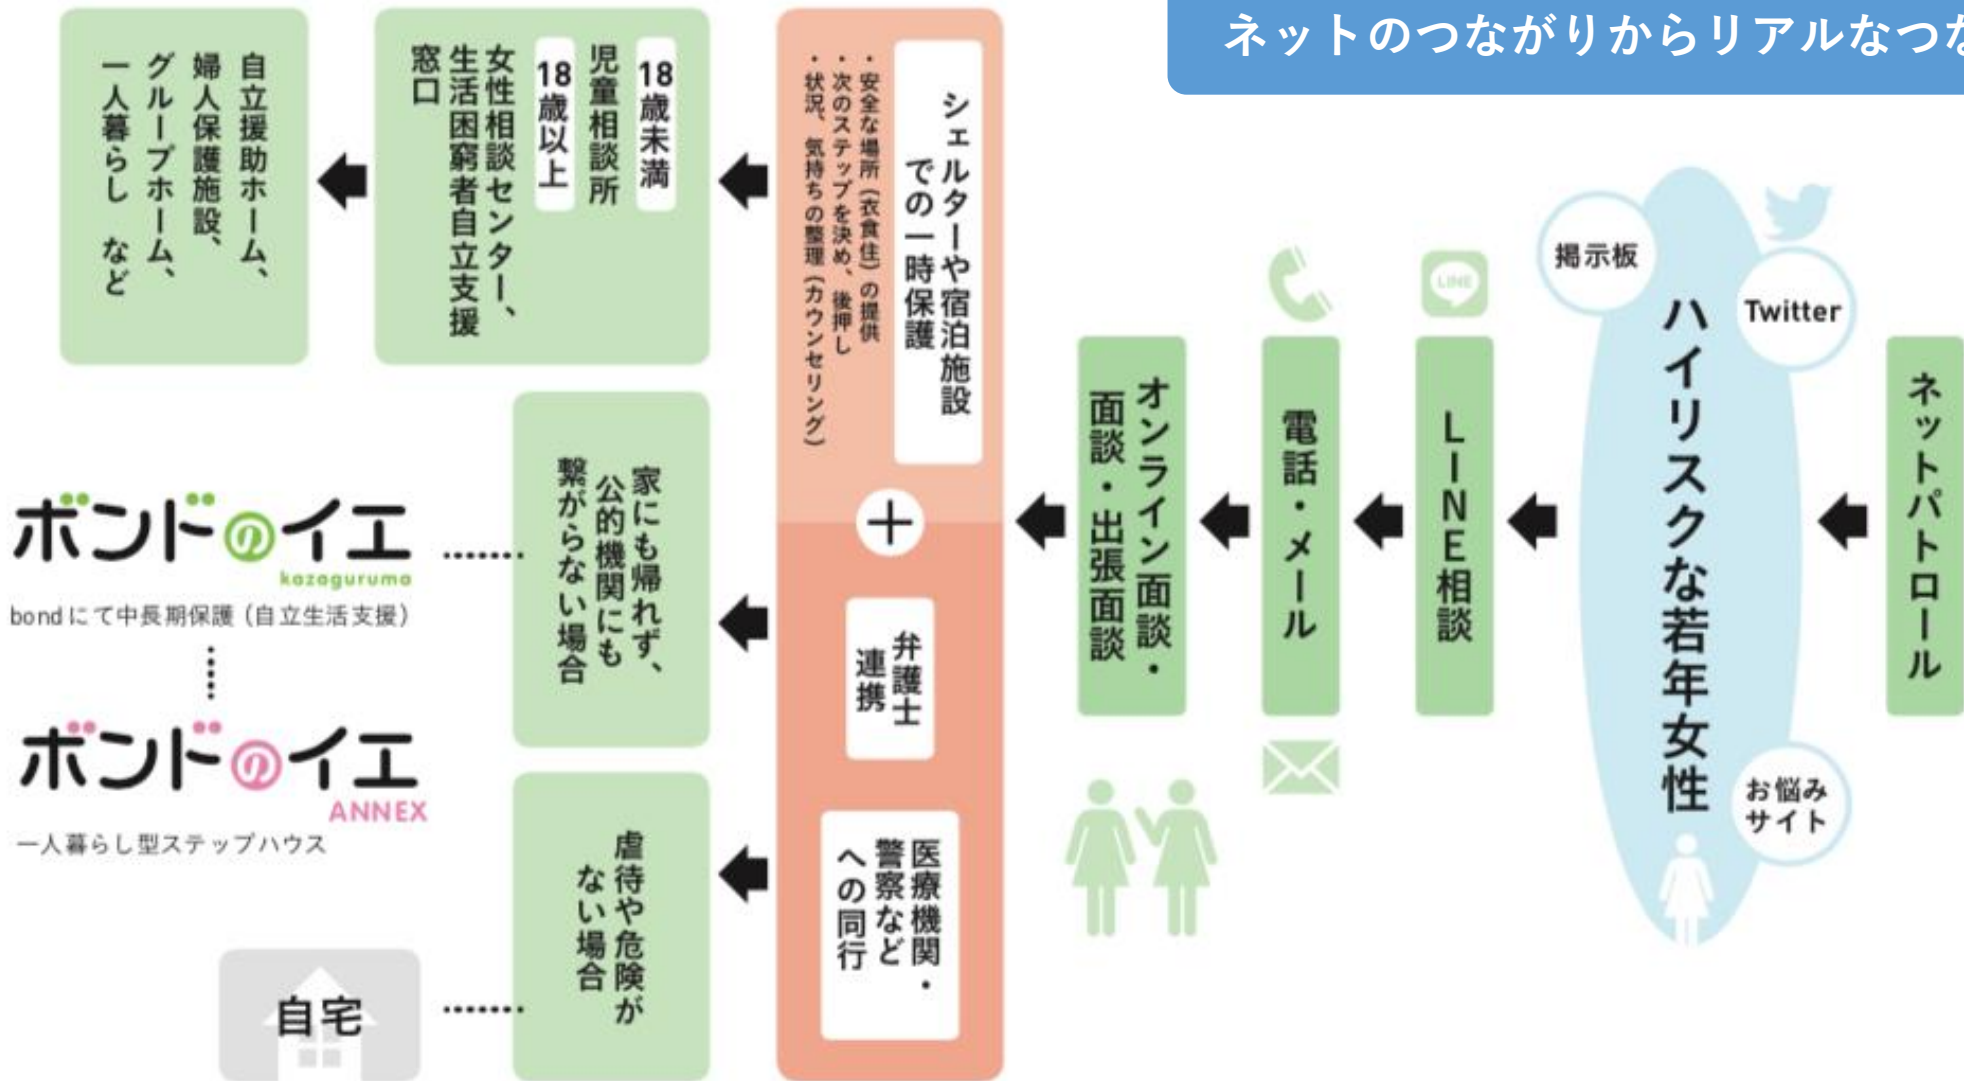 ネットのつながりからリアルなつな
ネットパトロール
掲示板
Twitter
ハイリスクな若年女性
お悩み
サイト
LINE
LINE相談
電話・メール
オンライン面談・
面談・出張面談
シェルターや宿泊施設
での一時保護
・安全な場所（衣食住）の提供
・次のステップを決め、後押し
・状況、気持ちの整理（カウンセリング）
＋
弁護士
連携
医療機関・
警察など
への同行
18歳未満
児童相談所
18歳以上
女性相談センター、
生活困窮者自立支援
窓口
自立援助ホーム、
婦人保護施設、
グループホーム、
一人暮らし など
家にも帰れず、
公的機関にも
繋がらない場合
ボンドのイエ
kazaguruma
bondにて中長期保護（自立生活支援）
ボンドのイエ
ANNEX
一人暮らし型ステップハウス
虐待や危険が
ない場合
自宅